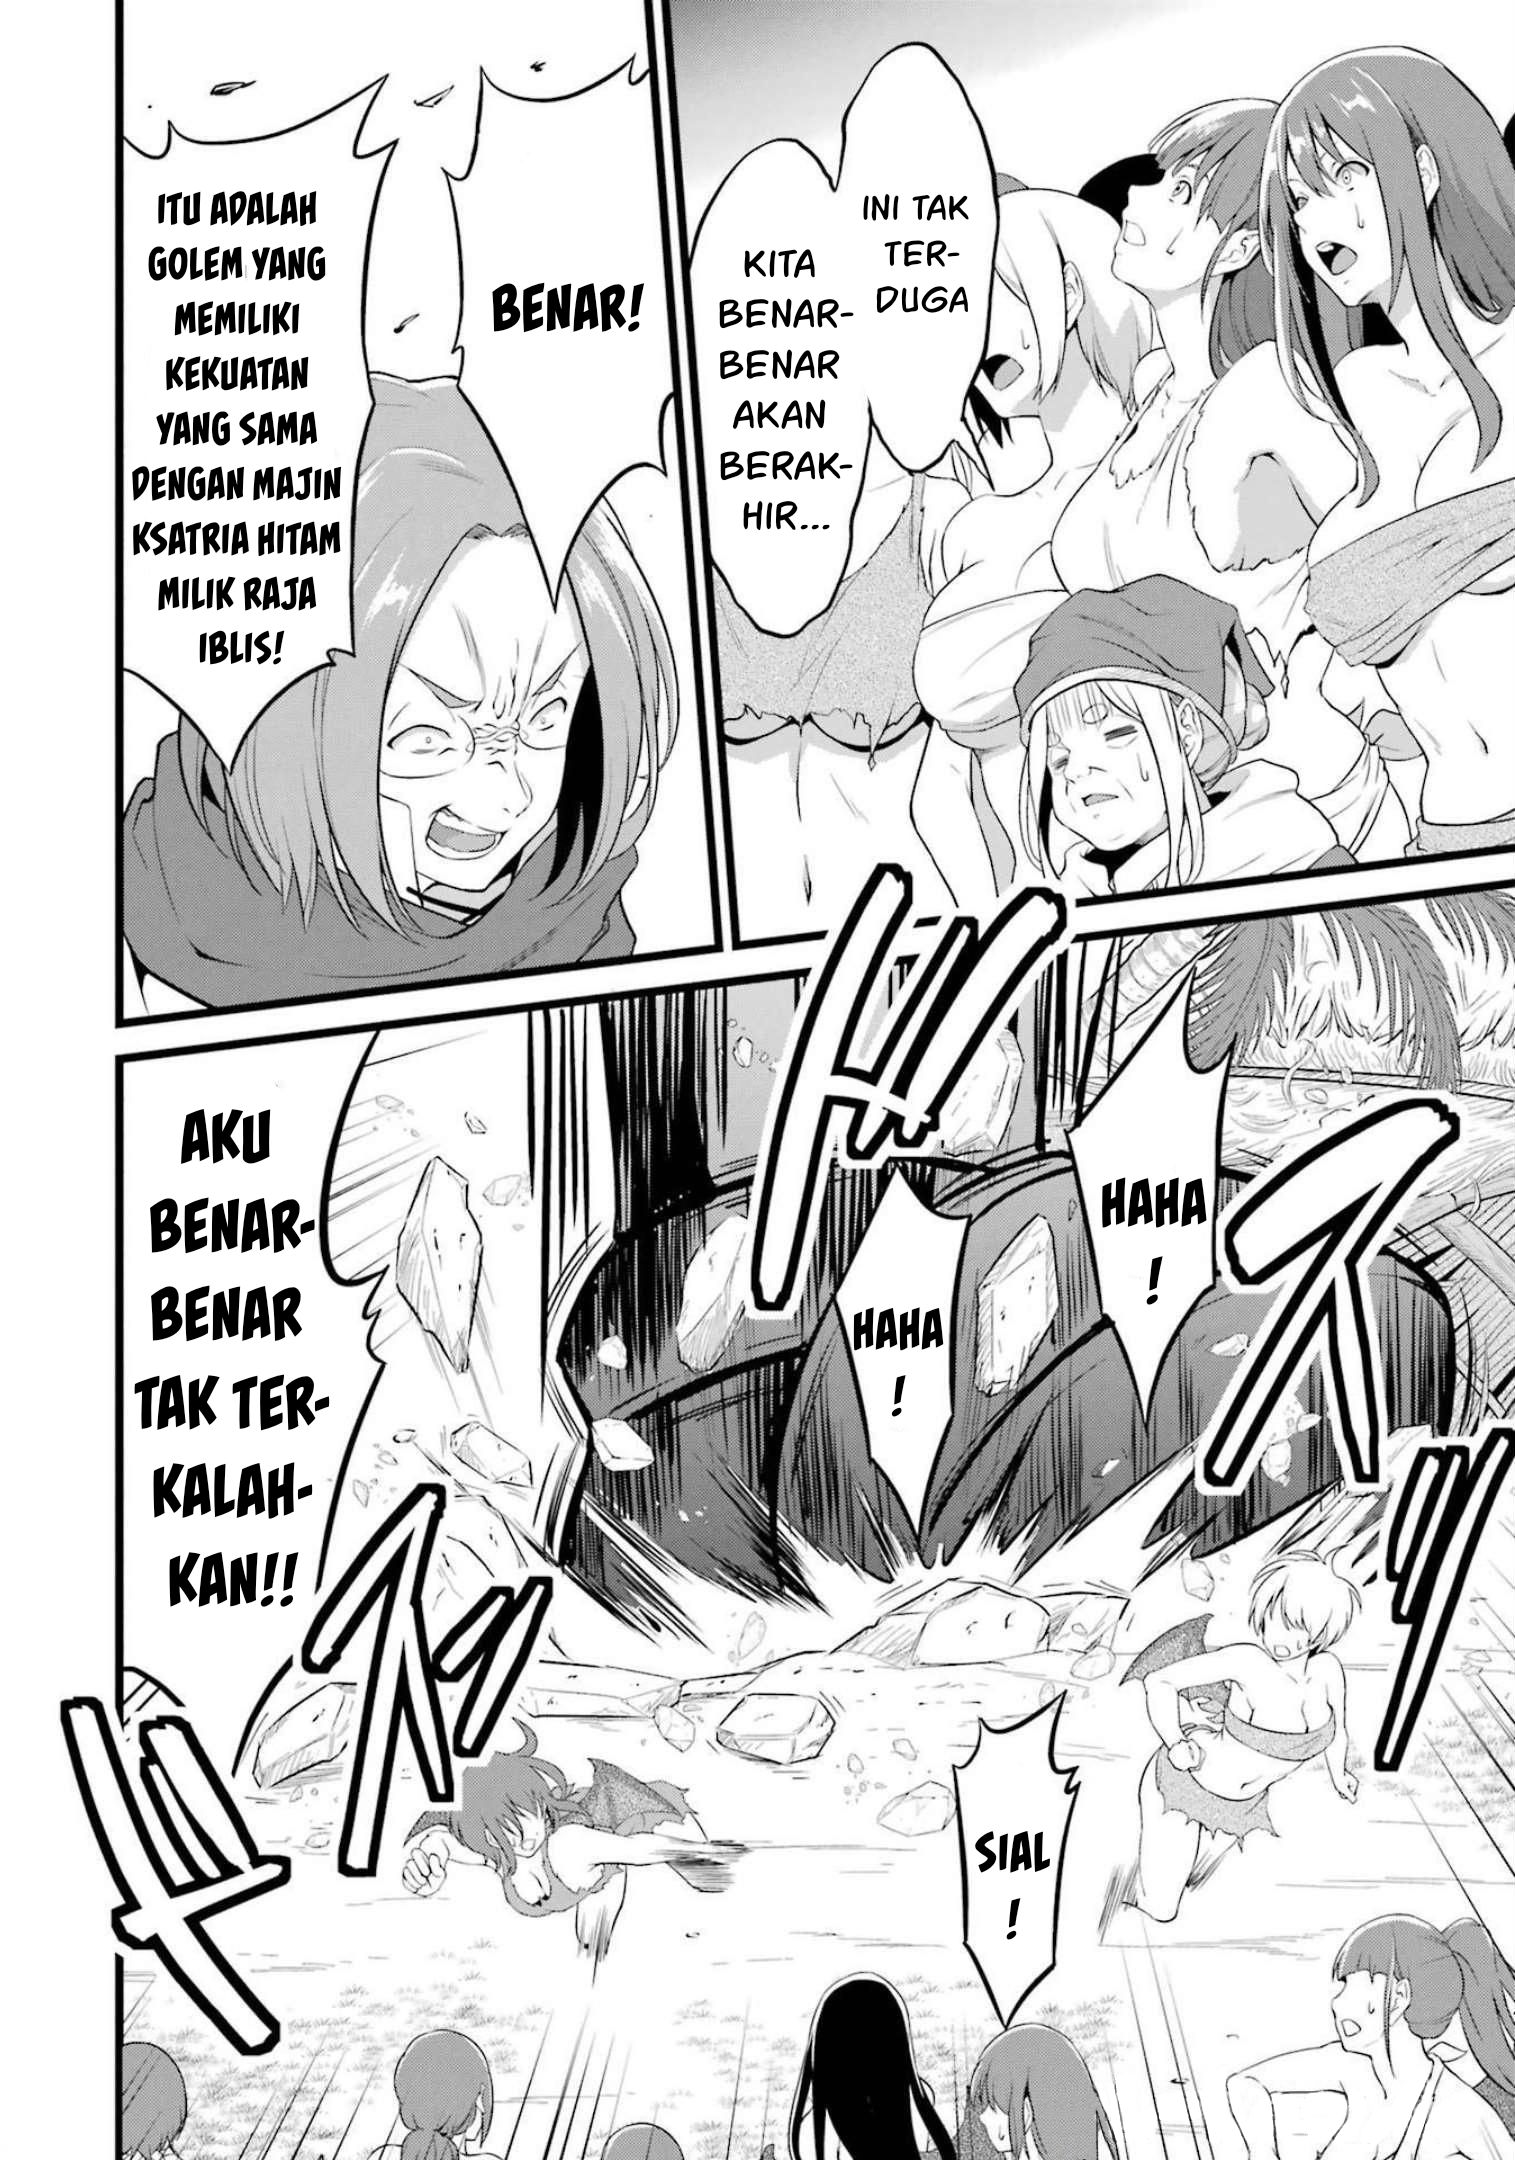 INI TAK
TER-
DUGA
KITA
BENAR-
BENAR
AKAN
BERAK-
HIR...
BENAR!
ITU ADALAH
GOLEM YANG
MEMILIKI
KEKUATAN
YANG SAMA
DENGAN MAJIN
KSATRIA HITAM
MILIK RAJA
IBLIS!
HAHA
!
HAHA
!
AKU
BENAR-
BENAR
TAK TER-
KALAH-
KAN!!
SIAL
!